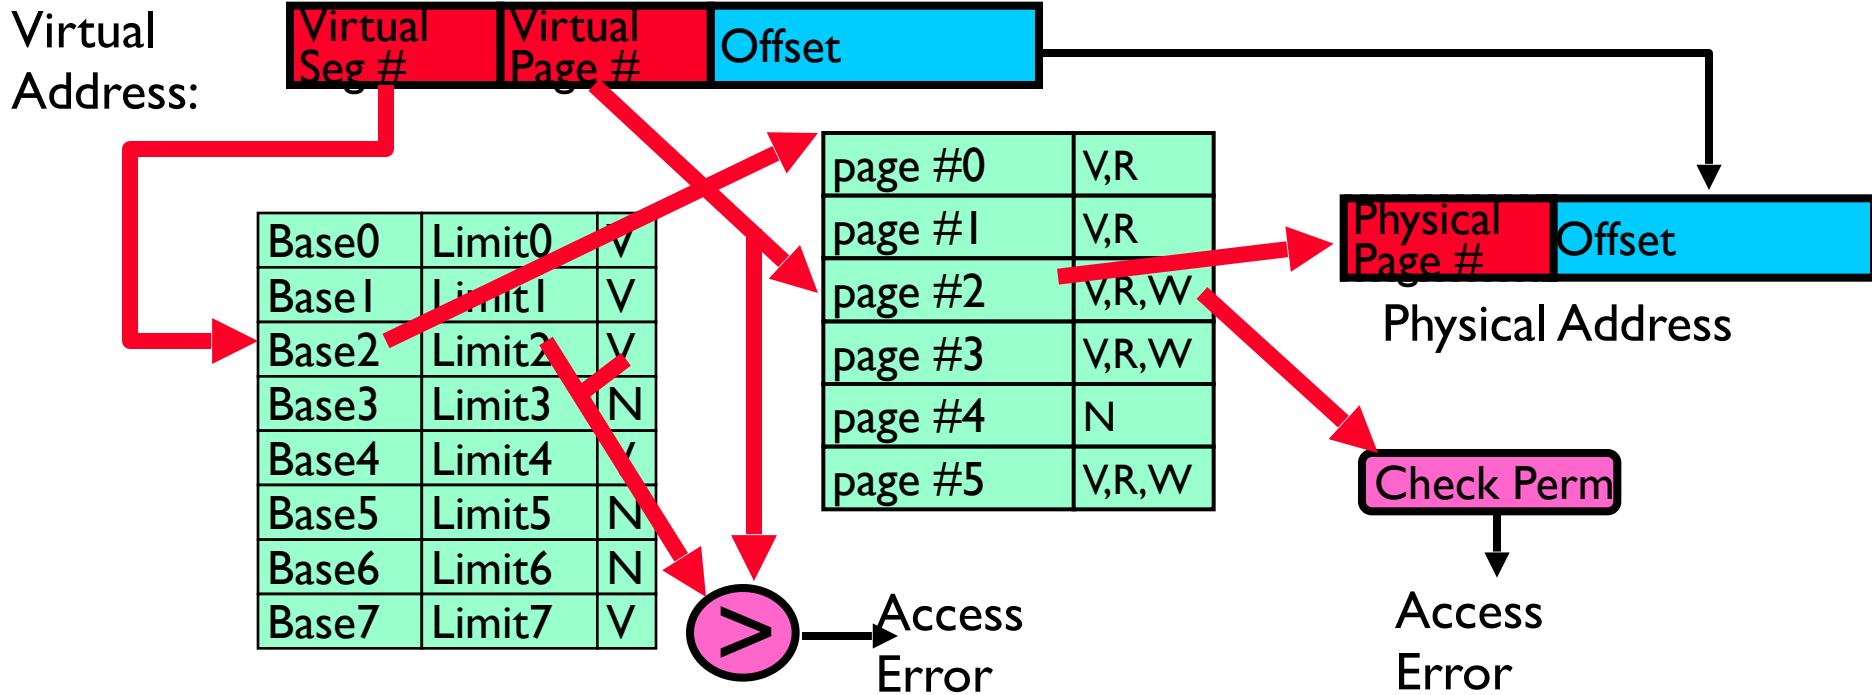 Virtual
Address:
Virtual
Seg #
Virtual
Page #
Offset
page #0 V,R
page #1 V,R
page #2 V,R,W
page #3 V,R,W
page #4 N
page #5 V,R,W
Physical
Page #
Offset
Physical Address
Base0 Limit0 V
Base1 Limit1 V
Base2 Limit2 V
Base3 Limit3 N
Base4 Limit4 V
Base5 Limit5 N
Base6 Limit6 N
Base7 Limit7 V
>
Access
Error
Check Perm
Access
Error